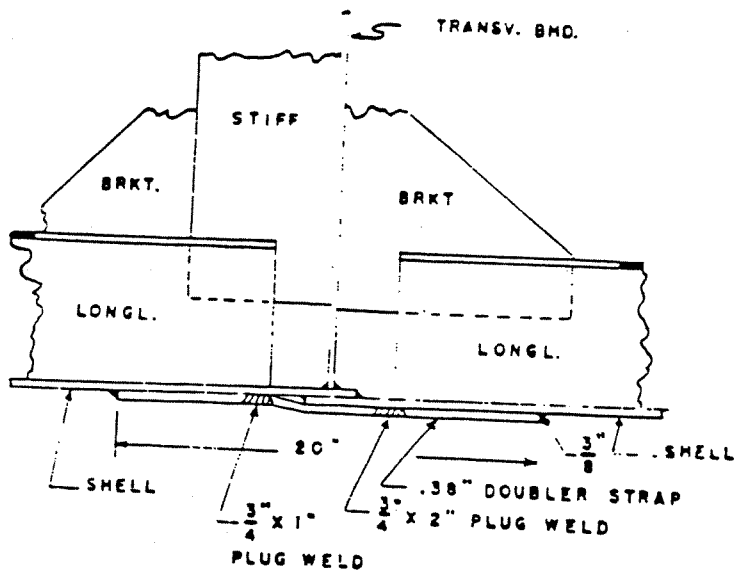 TRANSV. BHD.
STIFF
BRKT.
BRKT
LONGL.
LONGL.
20"
3/8"
SHELL
SHELL
.38" DOUBLER STRAP
3/4" X 1"
PLUG WELD
3/4" X 2" PLUG WELD